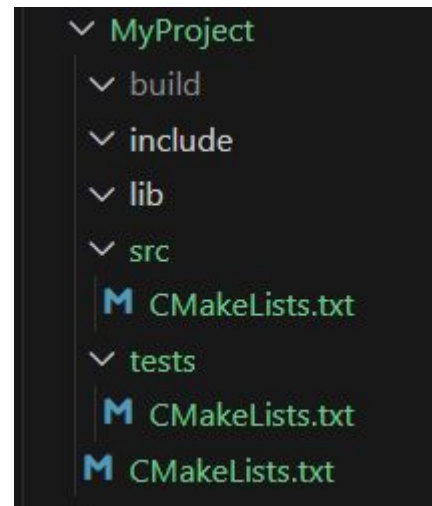 MyProject
build
include
lib
src
M CMakeLists.txt
tests
M CMakeLists.txt
M CMakeLists.txt